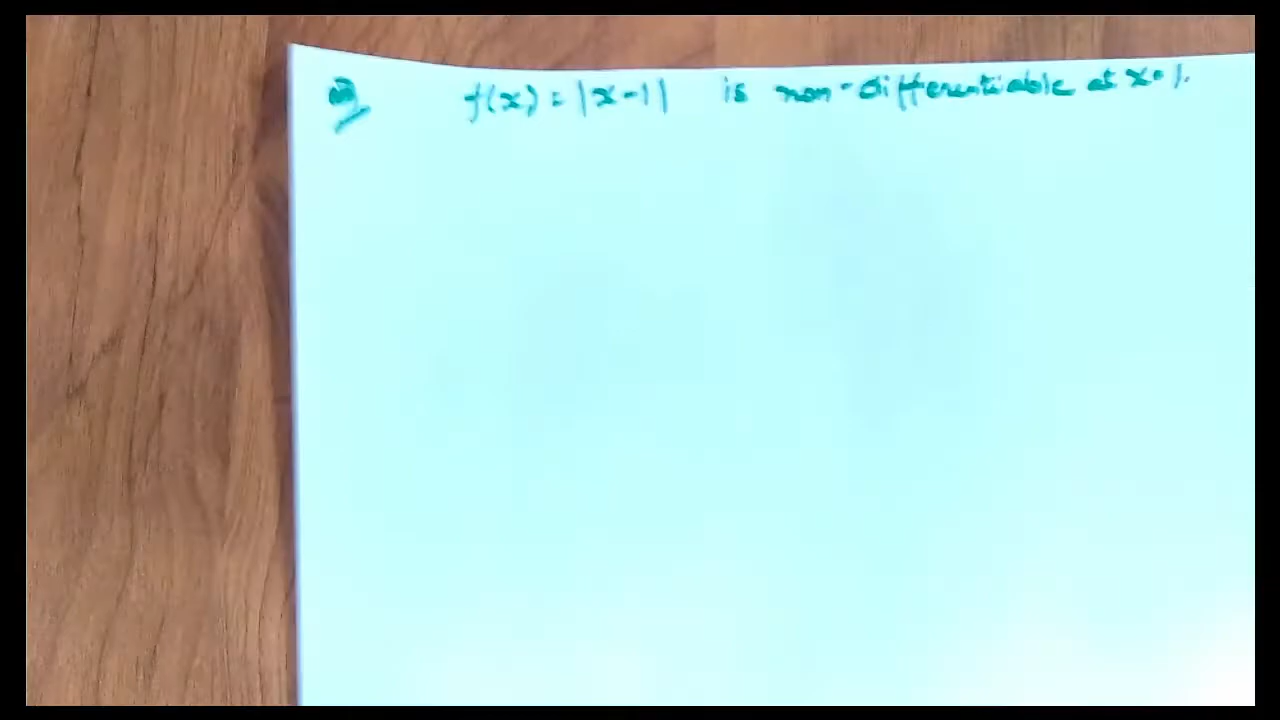 f(x) = |x-1| is non-differentiable at x=1.